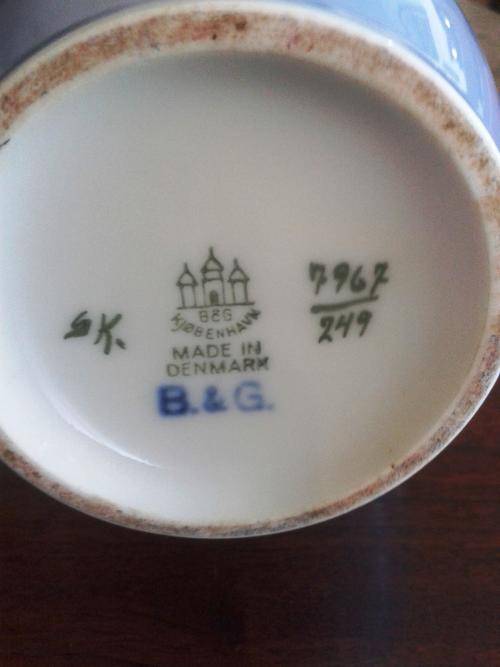 SK.
B&G
KJØBENHAVN
MADE IN
DENMARK
B.&G.
7967
249